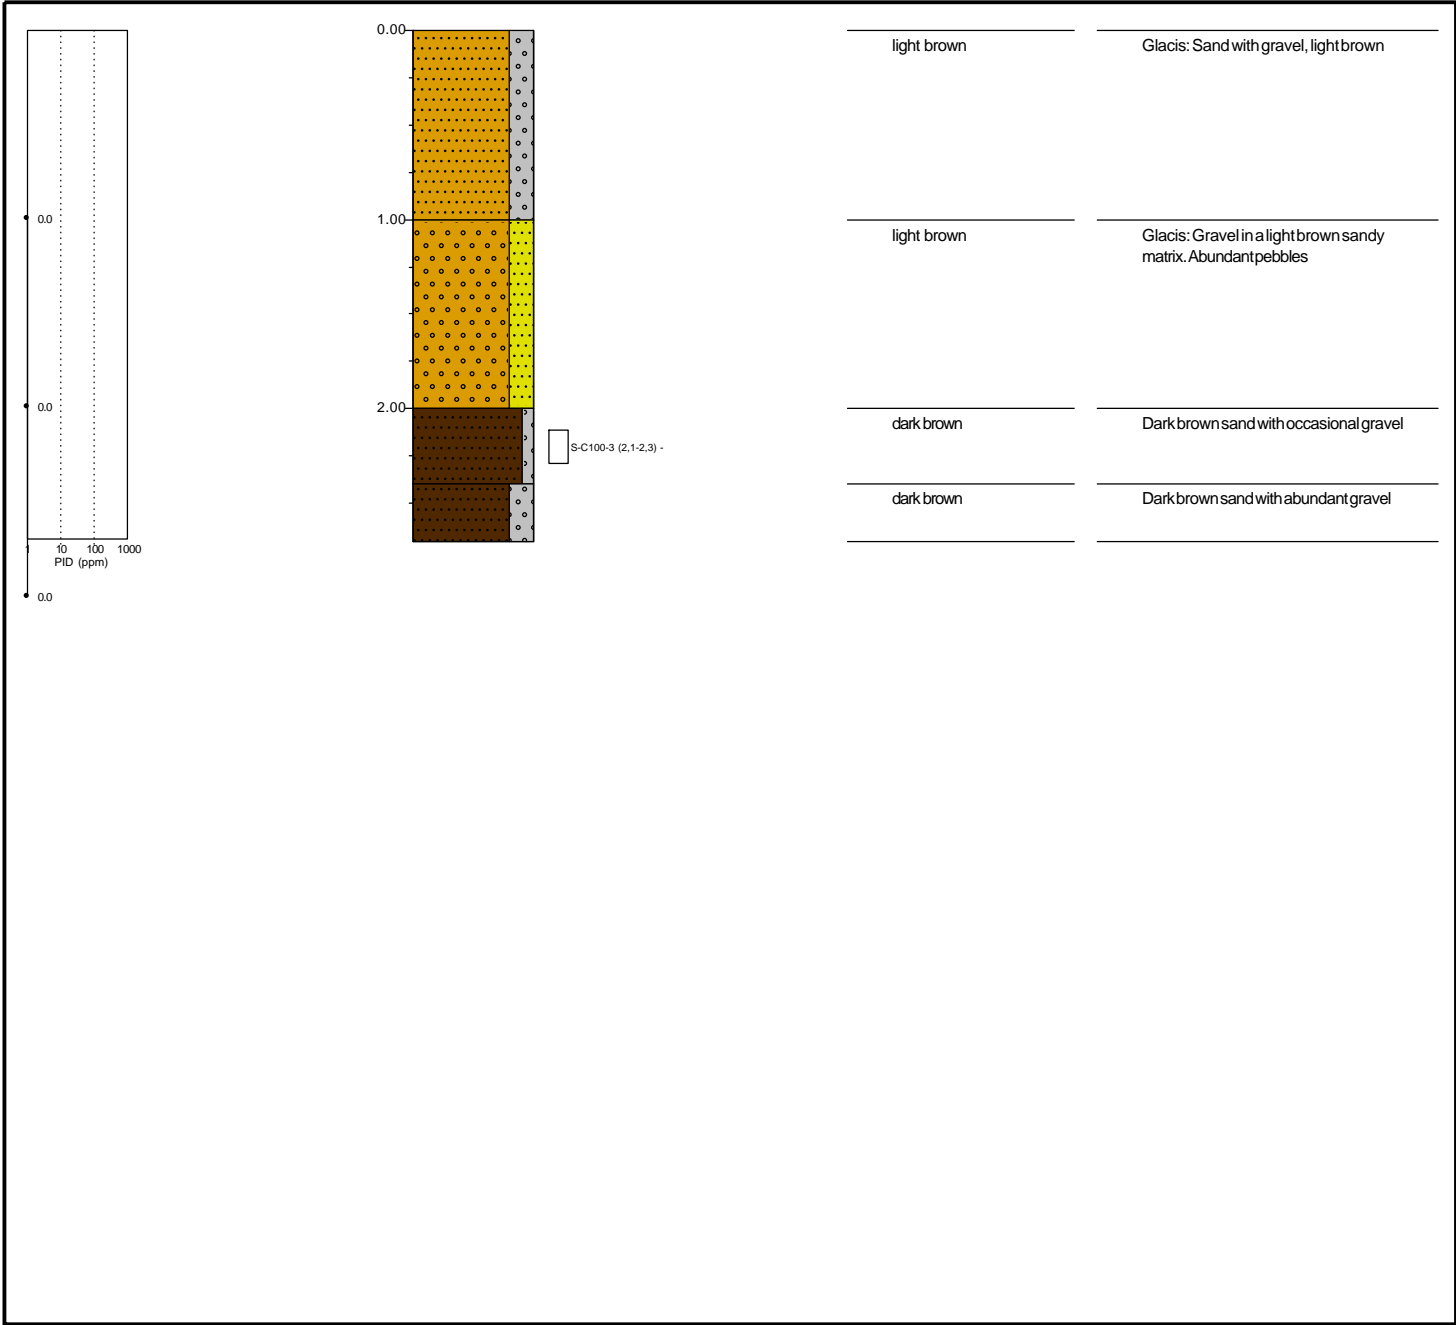 0.00
light brown
Glacis: Sand with gravel, light brown
0.0
1.00
light brown
Glacis: Gravel in a light brown sandy
matrix. Abundant pebbles
0.0
2.00
dark brown
Dark brown sand with occasional gravel
S-C100-3 (2,1-2,3) -
dark brown
Dark brown sand with abundant gravel
1 10 100 1000
PID (ppm)
0.0